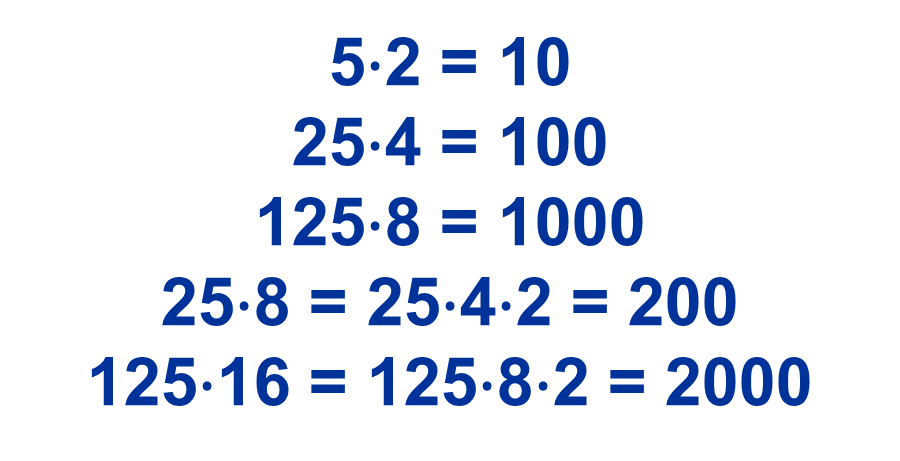 5·2 = 10
25·4 = 100
125·8 = 1000
25·8 = 25·4·2 = 200
125·16 = 125·8·2 = 2000